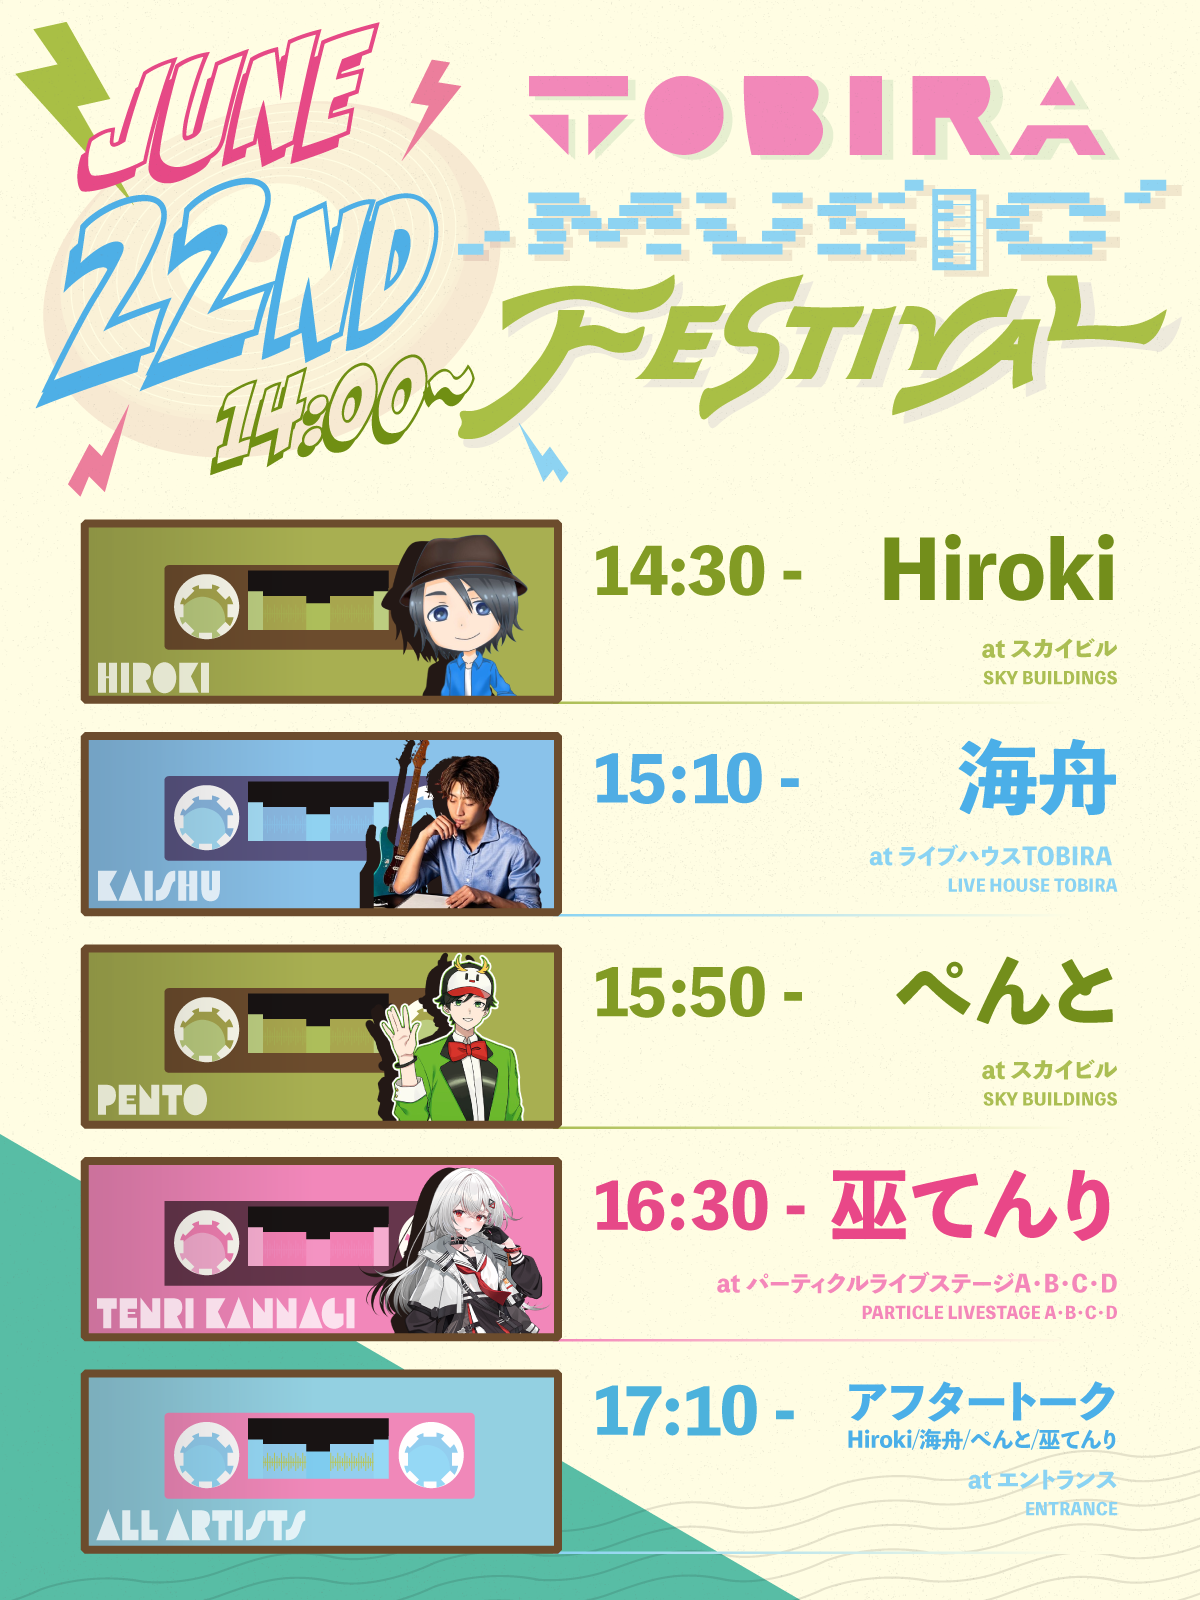 JUNE
22ND
14:00~
TOBIRA
MUSIC
FESTIVAL
HIROKI
14:30 -
Hiroki
at スカイビル
SKY BUILDINGS
KAISHU
15:10 -
海舟
at ライブハウスTOBIRA
LIVE HOUSE TOBIRA
PENTO
15:50 -
ぺんと
at スカイビル
SKY BUILDINGS
TENRI KANNAGI
16:30 -
巫てんり
at パーティクルライブステージA・B・C・D
PARTICLE LIVESTAGE A・B・C・D
ALL ARTISTS
17:10 -
アフタートーク
Hiroki/海舟/ぺんと/巫てんり
at エントランス
ENTRANCE